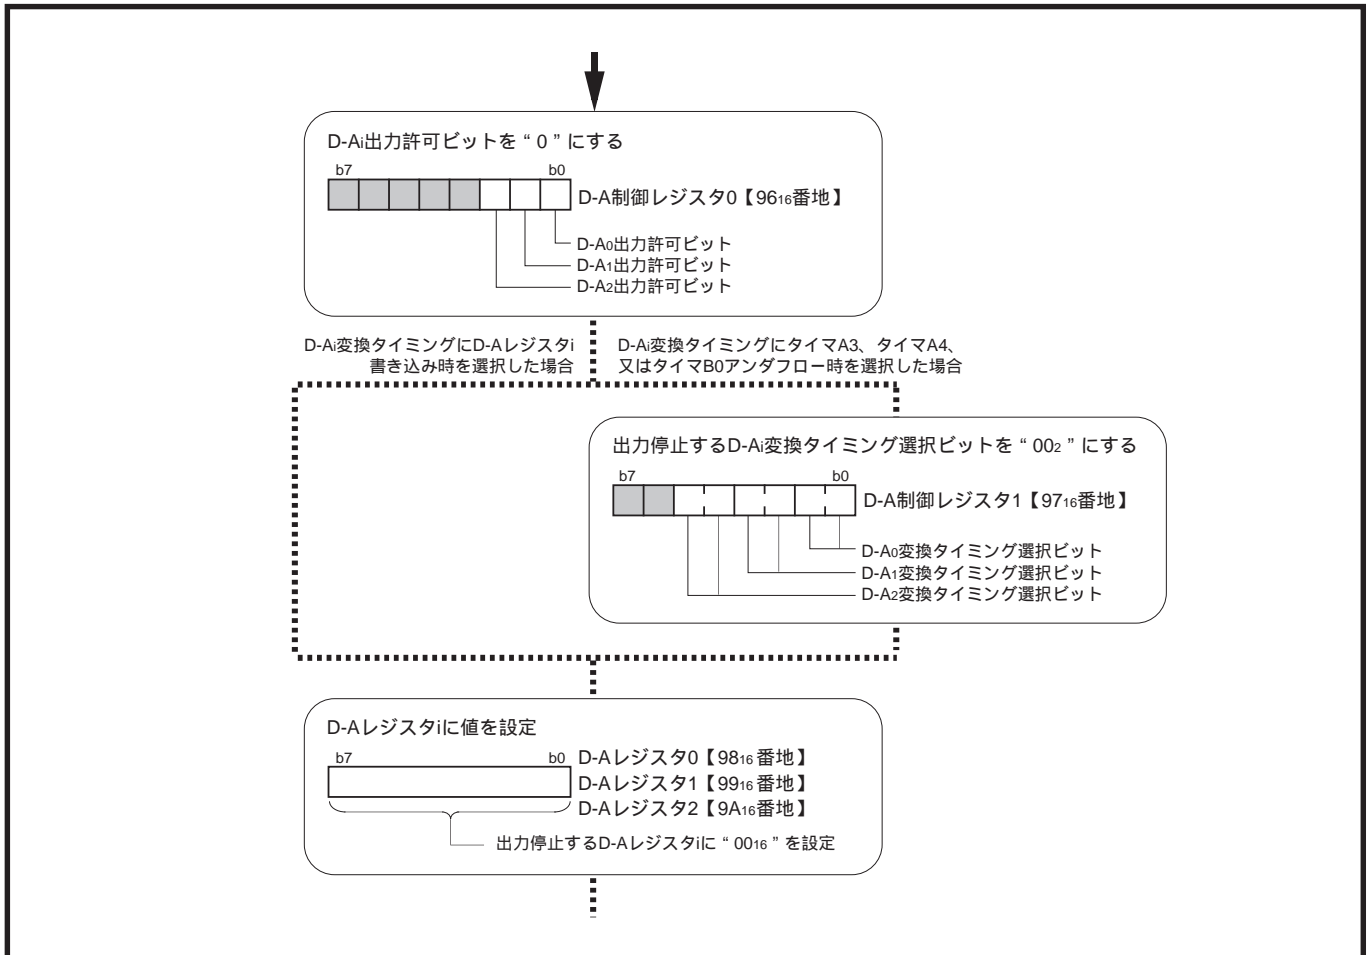 D-Ai出力許可ビットを“0”にする
b7 b0
D-A制御レジスタ0【9616番地】
D-A0出力許可ビット
D-A1出力許可ビット
D-A2出力許可ビット
D-Ai変換タイミングにD-Aレジスタi
書き込み時を選択した場合
D-Ai変換タイミングにタイマA3、タイマA4、
又はタイマB0アンダフロー時を選択した場合
出力停止するD-Ai変換タイミング選択ビットを“002”にする
b7 b0
D-A制御レジスタ1【9716番地】
D-A0変換タイミング選択ビット
D-A1変換タイミング選択ビット
D-A2変換タイミング選択ビット
D-Aレジスタiに値を設定
b7 b0
D-Aレジスタ0【9816番地】
D-Aレジスタ1【9916番地】
D-Aレジスタ2【9A16番地】
出力停止するD-Aレジスタiに“0016”を設定